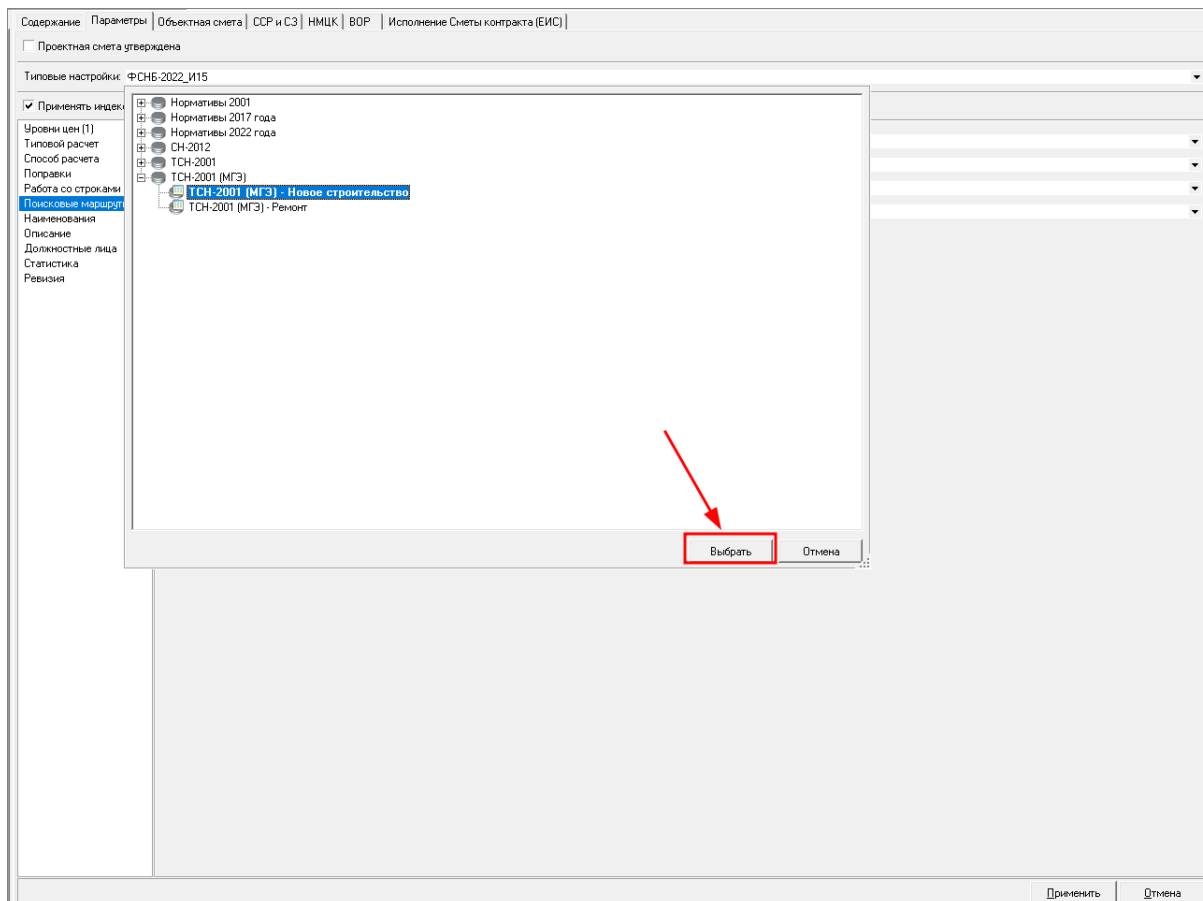 Содержание Параметры Объектная смета ССР и СЗ НМЦК ВОР Исполнение Сметы контракта (ЕИС)
Проектная смета утверждена
Типовые настройки: ФСНБ-2022_И15
Применять индек
Уровни цен (1)
Типовой расчет
Способ расчета
Поправки
Работа со строками
Поисковые маршрут
Наименования
Описание
Должностные лица
Статистика
Ревизия
Нормативы 2001
Нормативы 2017 года
Нормативы 2022 года
СН-2012
ТСН-2001
ТСН-2001 (МГЭ)
ТСН-2001 (МГЭ) - Новое строительство
ТСН-2001 (МГЭ) - Ремонт
Выбрать Отмена
Применить Отмена